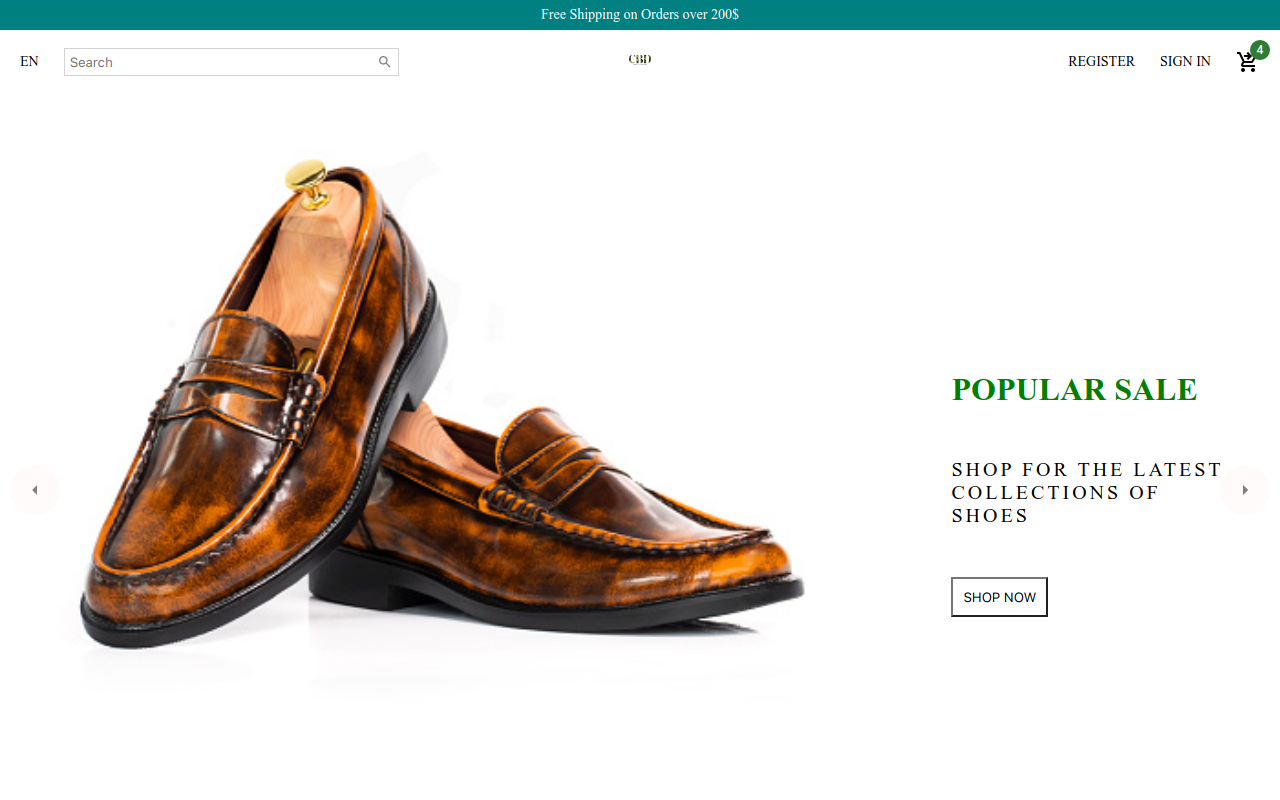 Free Shipping on Orders over 200$
EN
Search
CBD
REGISTER
SIGN IN
4
POPULAR SALE
SHOP FOR THE LATEST
COLLECTIONS OF
SHOES
SHOP NOW